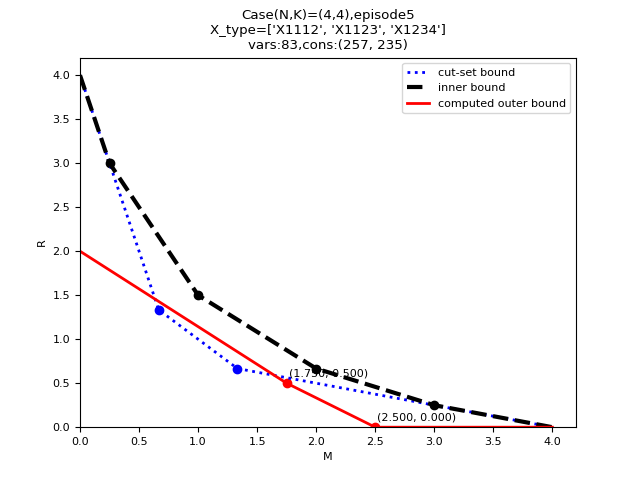 Case(N,K)=(4,4),episode5
X_type=['X1112', 'X1123', 'X1234']
vars:83,cons:(257, 235)
cut-set bound
inner bound
computed outer bound
4.0
3.5
3.0
2.5
2.0
1.5
1.0
0.5
0.0
R
(1.750, 0.500)
(2.500, 0.000)
0.0 0.5 1.0 1.5 2.0 2.5 3.0 3.5 4.0
M